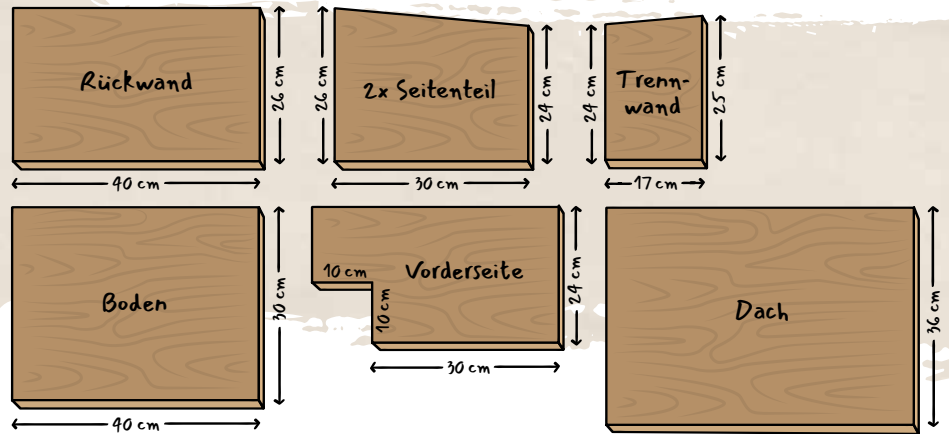 Rückwand
26 cm
40 cm
26 cm
2x Seitenteil
24 cm
30 cm
24 cm
Trenn-
wand
25 cm
17 cm
Boden
30 cm
40 cm
10 cm
Vorderseite
10 cm
24 cm
30 cm
Dach
36 cm